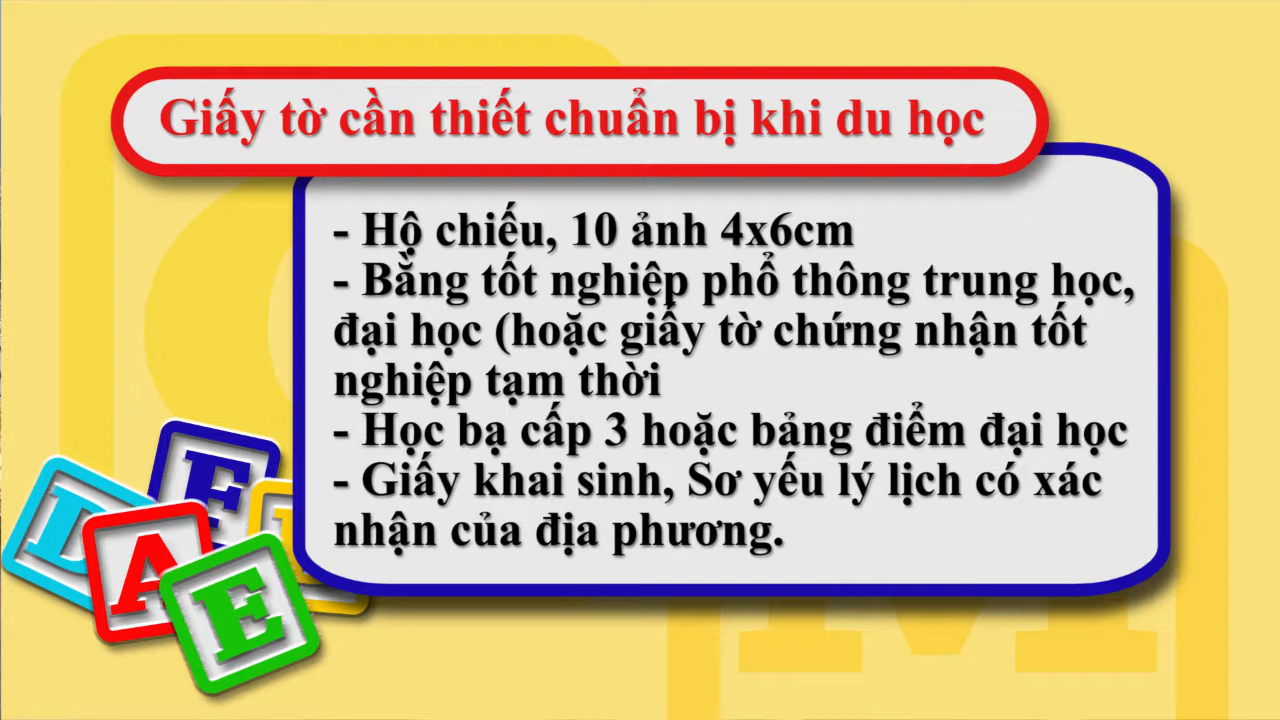 Giấy tờ cần thiết chuẩn bị khi du học
- Hộ chiếu, 10 ảnh 4x6cm
- Bằng tốt nghiệp phổ thông trung học,
đại học (hoặc giấy tờ chứng nhận tốt
nghiệp tạm thời
- Học bạ cấp 3 hoặc bảng điểm đại học
- Giấy khai sinh, Sơ yếu lý lịch có xác
nhận của địa phương.
A
E